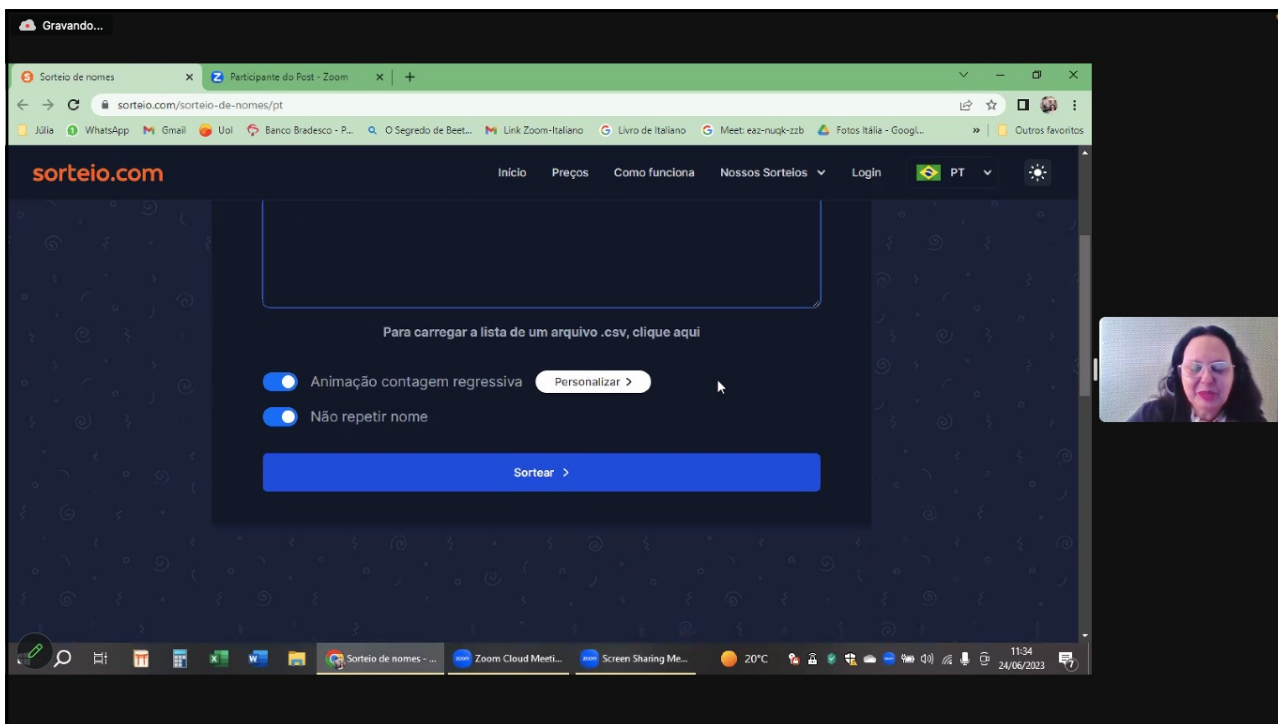 Gravando...
Sorteio de nomes
Participante do Post - Zoom
sorteio.com/sorteio-de-nomes/pt
Júlia WhatsApp Gmail Uol Banco Bradesco - P... O Segredo de Beet... Link Zoom-Italiano Livro de Italiano Meet: eaz-nuqk-zzb Fotos Itália - Googl... » Outros favoritos
sorteio.com Início Preços Como funciona Nossos Sorteios Login PT
Para carregar a lista de um arquivo .csv, clique aqui
Animação contagem regressiva Personalizar >
Não repetir nome
Sortear >
Sorteio de nomes - ... Zoom Cloud Meeti... Screen Sharing Me... 20°C 11:34
24/06/2023